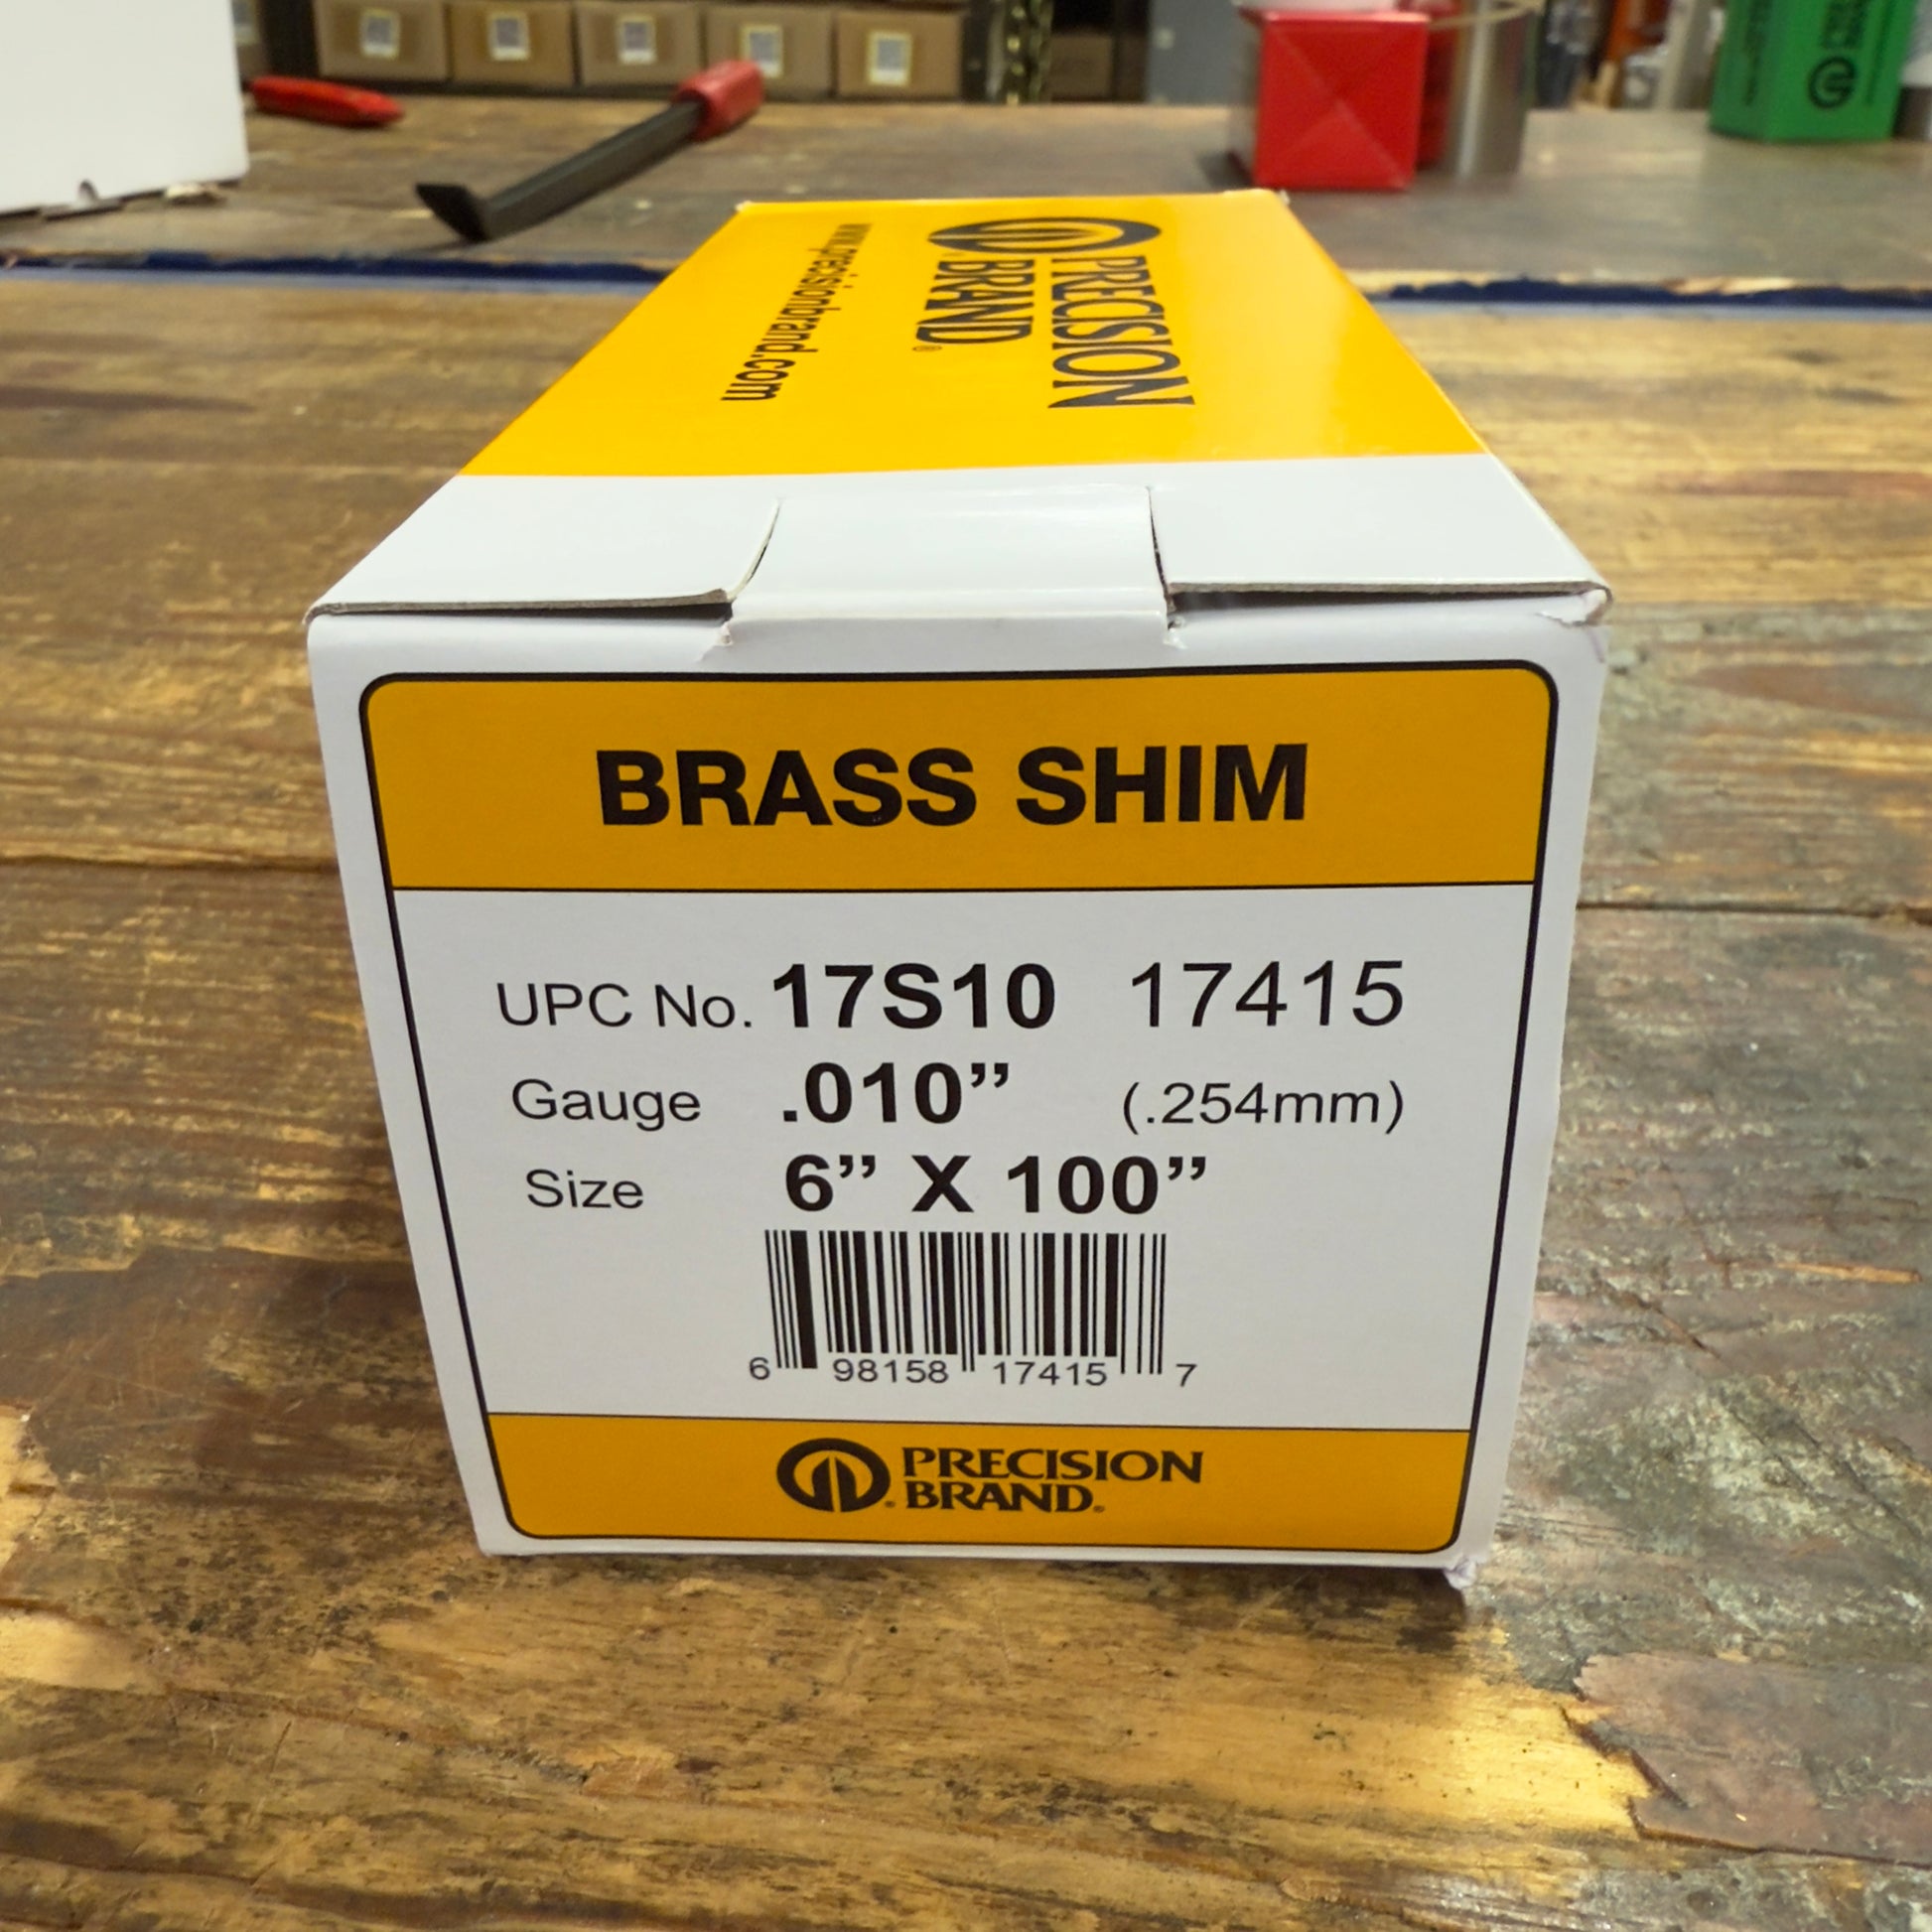 PRECISION
BRAND®
www.precisionbrand.com
BRASS SHIM
UPC No. 17S10 17415
Gauge .010” (.254mm)
Size 6” X 100”
6 98158 17415 7
PRECISION
BRAND®